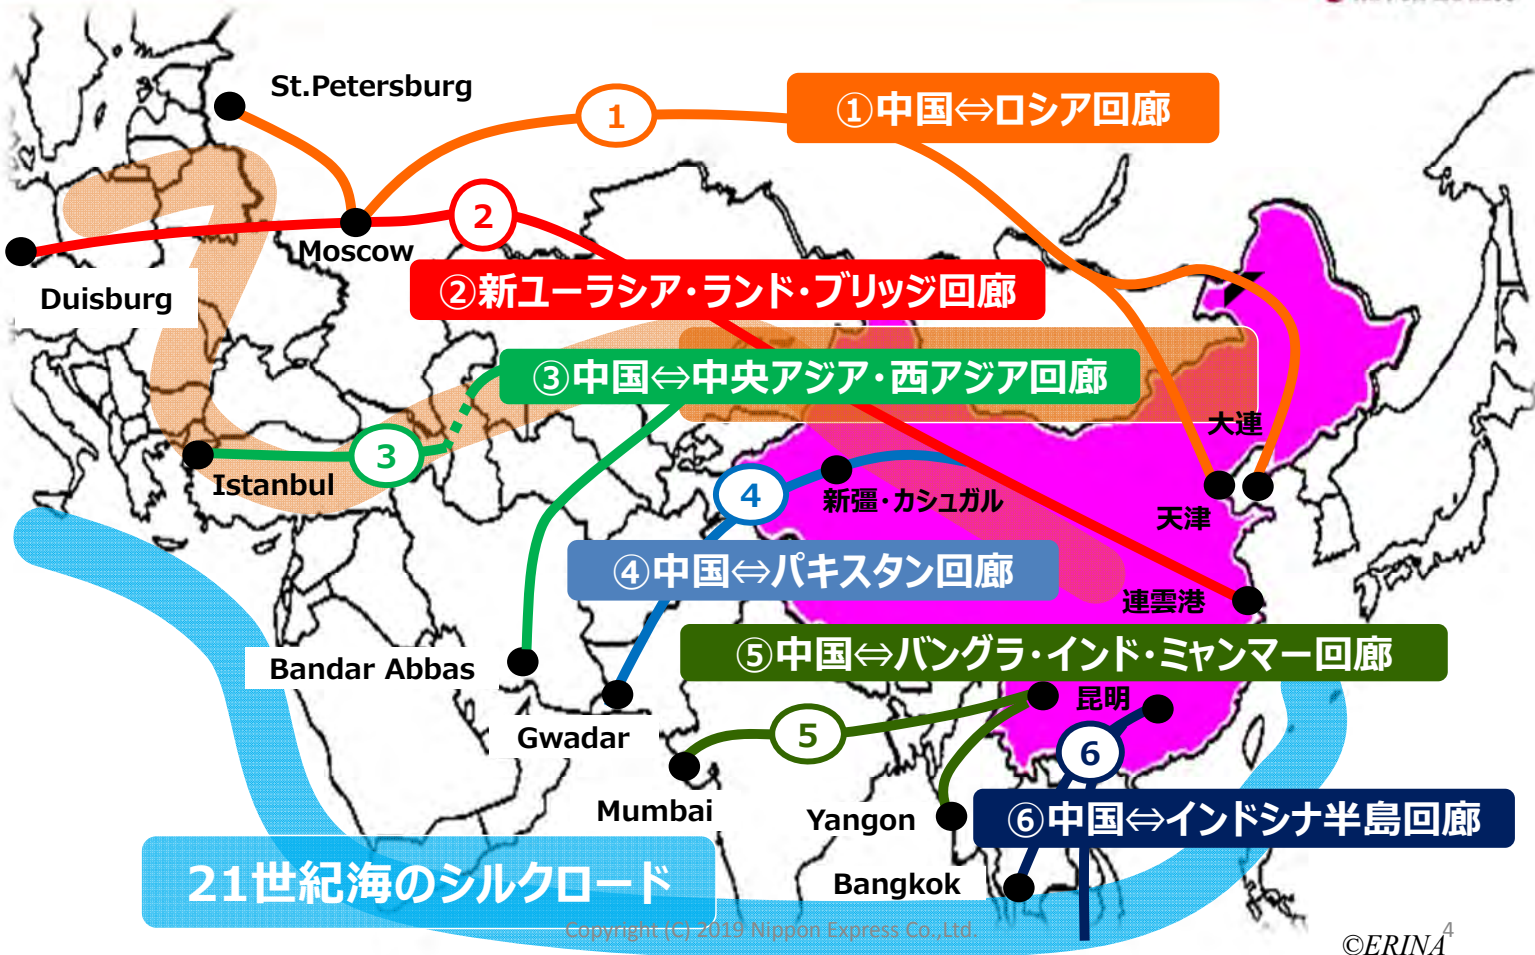 St.Petersburg
1
①中国⇔ロシア回廊
2
Moscow
Duisburg
②新ユーラシア・ランド・ブリッジ回廊
③中国⇔中央アジア・西アジア回廊
大連
3
Istanbul
4
新彊・カシュガル
天津
④中国⇔パキスタン回廊
連雲港
⑤中国⇔バングラ・インド・ミャンマー回廊
Bandar Abbas
昆明
Gwadar
5
6
Mumbai
Yangon
⑥中国⇔インドシナ半島回廊
21世紀海のシルクロード
Bangkok
Copyright (C) 2019 Nippon Express Co.,Ltd.
4
©ERINA